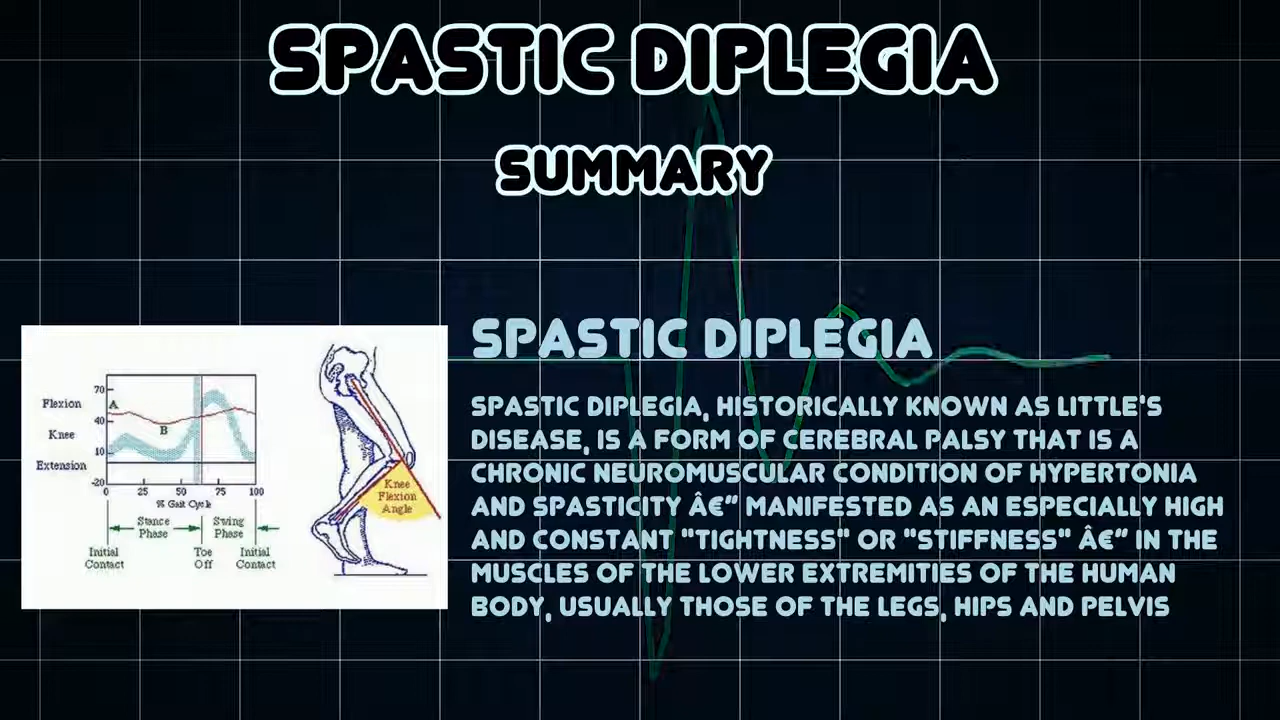 SPASTIC DIPLEGIA
SUMMARY
SPASTIC DIPLEGIA
SPASTIC DIPLEGIA, HISTORICALLY KNOWN AS LITTLE'S
DISEASE, IS A FORM OF CEREBRAL PALSY THAT IS A
CHRONIC NEUROMUSCULAR CONDITION OF HYPERTONIA
AND SPASTICITY Â€” MANIFESTED AS AN ESPECIALLY HIGH
AND CONSTANT "TIGHTNESS" OR "STIFFNESS" Â€” IN THE
MUSCLES OF THE LOWER EXTREMITIES OF THE HUMAN
BODY, USUALLY THOSE OF THE LEGS, HIPS AND PELVIS
Flexion
Knee
Extension
70
40
10
-20
A
B
0 25 50 75 100
% Gait Cycle
Stance
Phase
Swing
Phase
Initial
Contact
Toe
Off
Initial
Contact
Knee
Flexion
Angle